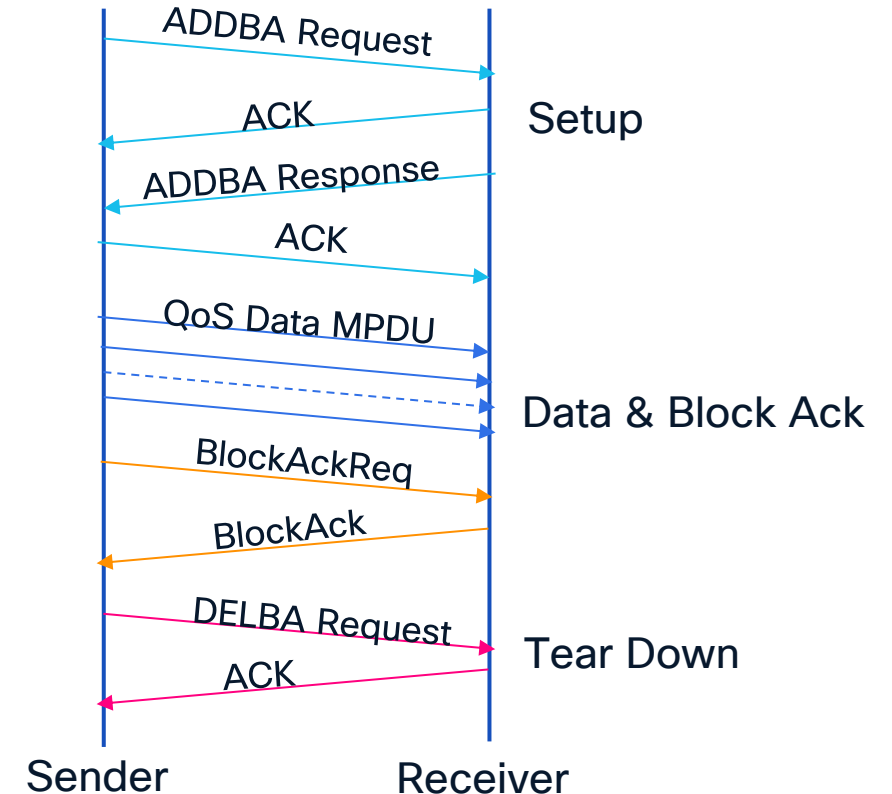 ADDBA Request
ACK
Setup
ADDBA Response
ACK
QoS Data MPDU
Data & Block Ack
BlockAckReq
BlockAck
DELBA Request
Tear Down
ACK
Sender
Receiver